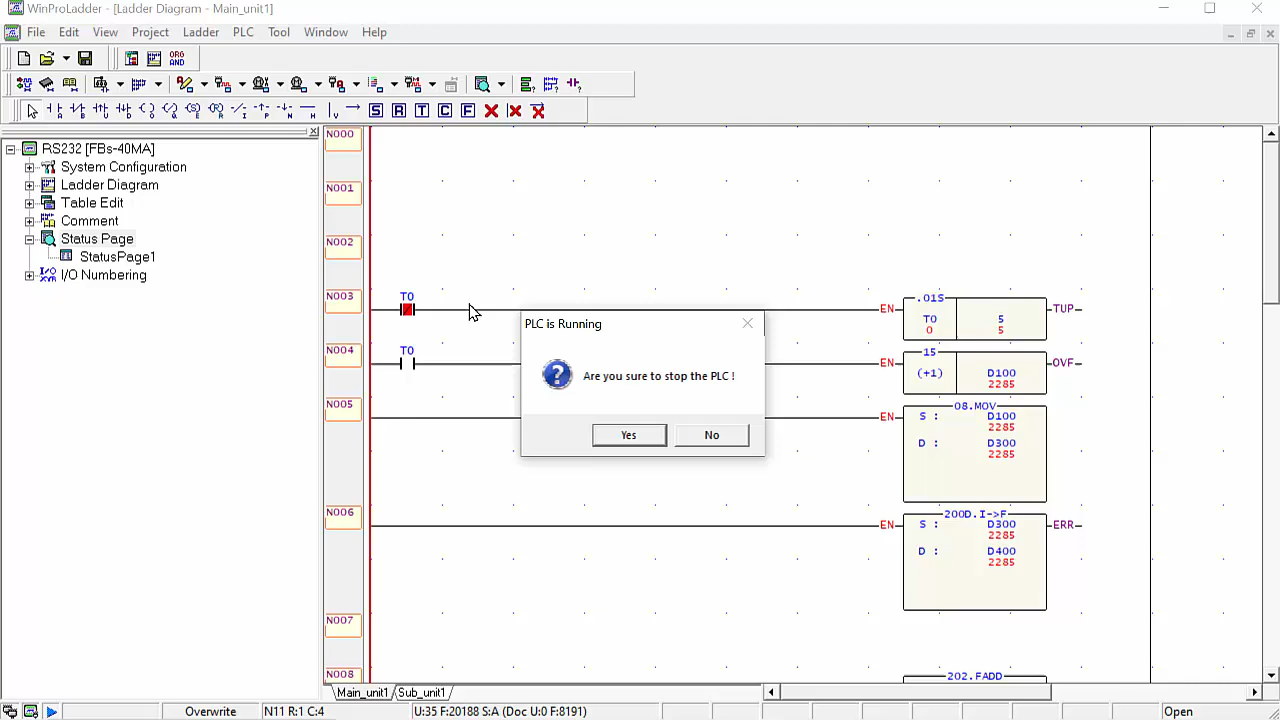 WinProLadder - [Ladder Diagram - Main_unit1]
File Edit View Project Ladder PLC Tool Window Help
ORG AND
A B U D ( ) (/) (S) (R) I P N H V S R T C F
RS232 [FBs-40MA]
System Configuration
Ladder Diagram
Table Edit
Comment
Status Page
StatusPage1
I/O Numbering
N000
N001
N002
N003
T0
EN
.01S
T0
5
0
5
TUP
N004
T0
EN
15
(+1)
D100
2285
OVF
N005
EN
08.MOV
S : D100
2285
D : D300
2285
N006
EN
200D.I->F
S : D300
2285
D : D400
2285
ERR
N007
N008
202.FADD
PLC is Running
Are you sure to stop the PLC !
Yes No
Main_unit1 Sub_unit1
Overwrite N11 R:1 C:4 U:35 F:20188 S:A (Doc U:0 F:8191) Open